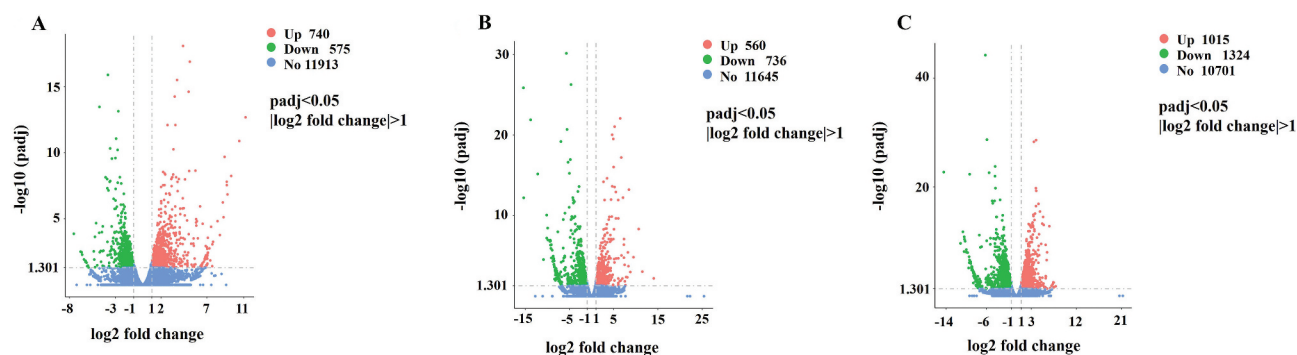 A
Up 740
Down 575
No 11913
padj<0.05
|log2 fold change|>1
-log10 (padj)
15
10
5
1.301
-8 -3 -1 1 2 7 11
log2 fold change
B
Up 560
Down 736
No 11645
padj<0.05
|log2 fold change|>1
-log10 (padj)
30
20
10
1.301
-15 -5 -1 1 5 15 25
log2 fold change
C
Up 1015
Down 1324
No 10701
padj<0.05
|log2 fold change|>1
-log10 (padj)
40
20
1.301
-14 -6 -1 1 3 12 21
log2 fold change